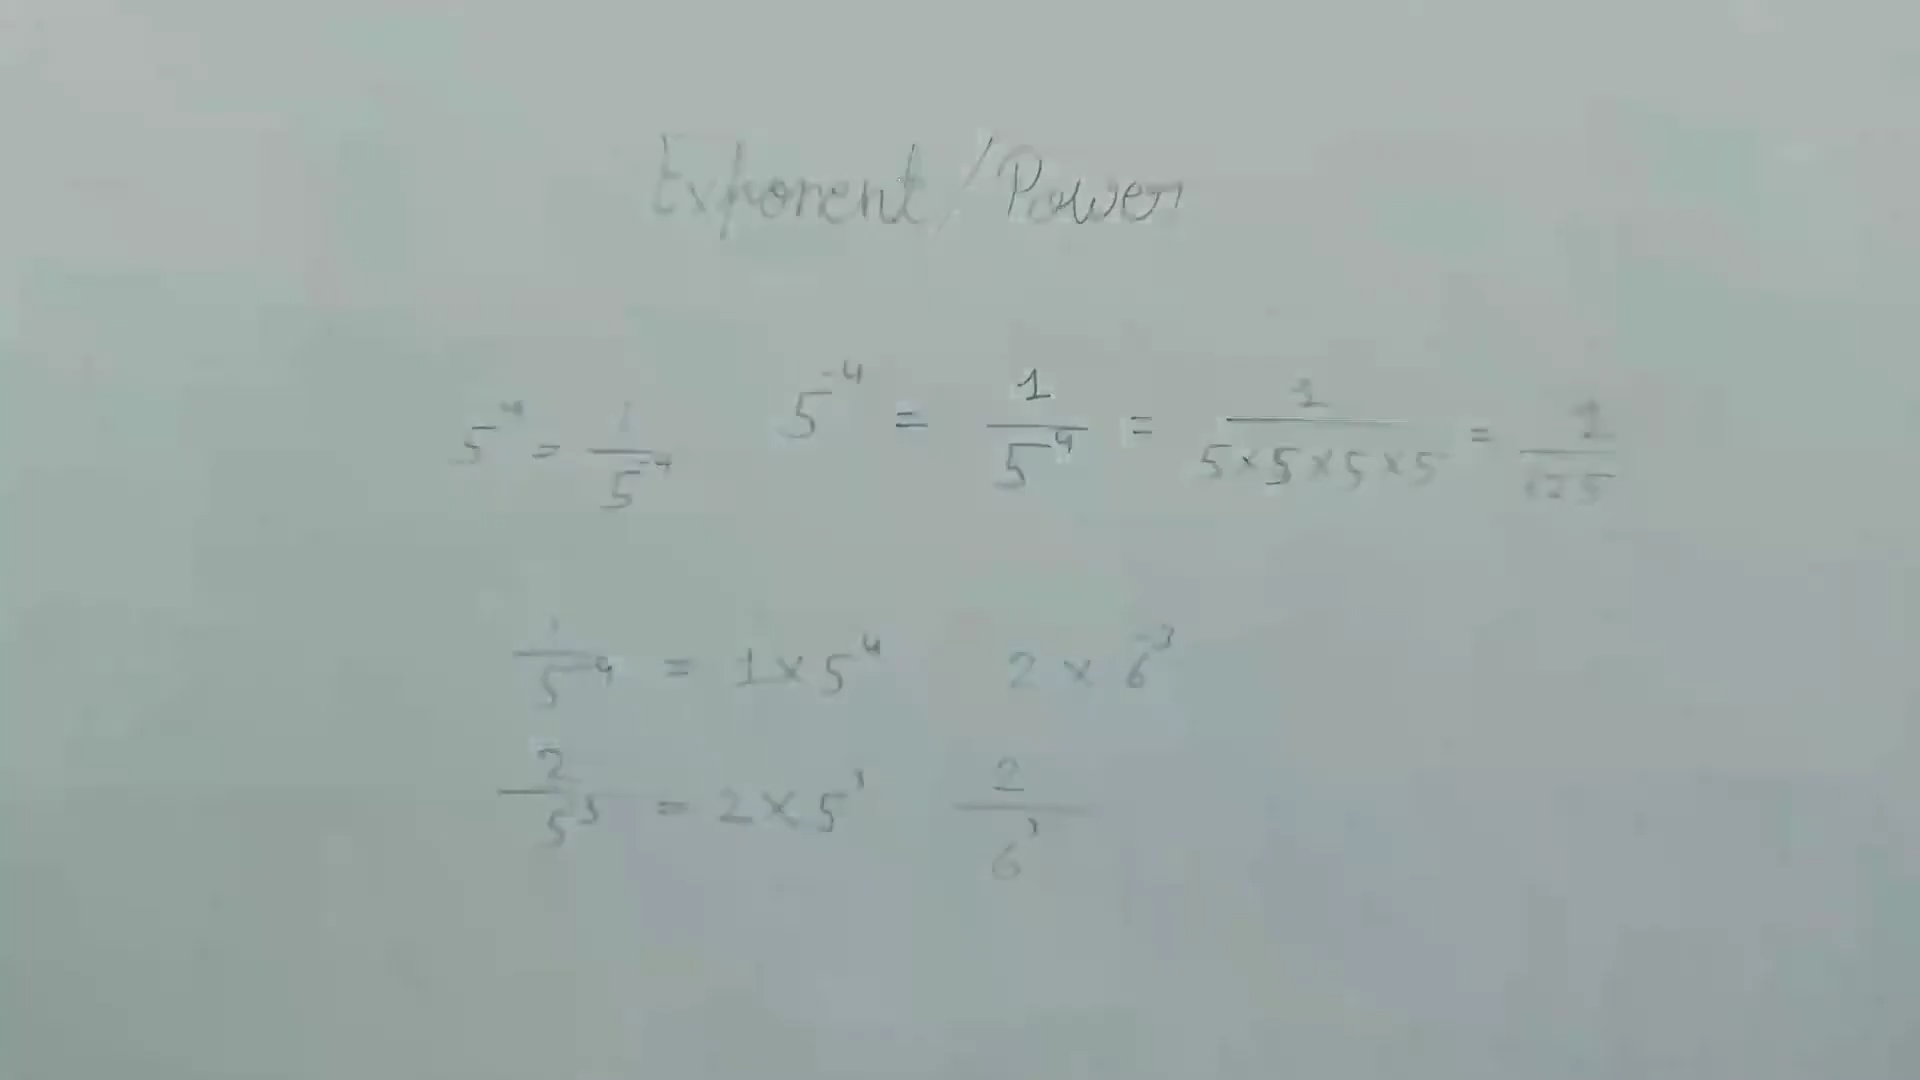 Exponent/Power
5⁴ = 1/5⁻⁴
5⁻⁴ = 1/5⁴ = 1/(5×5×5×5) = 1/625
1/5⁻⁴ = 1×5⁴
2×6⁻³
2/5⁻³ = 2×5³
2/6³